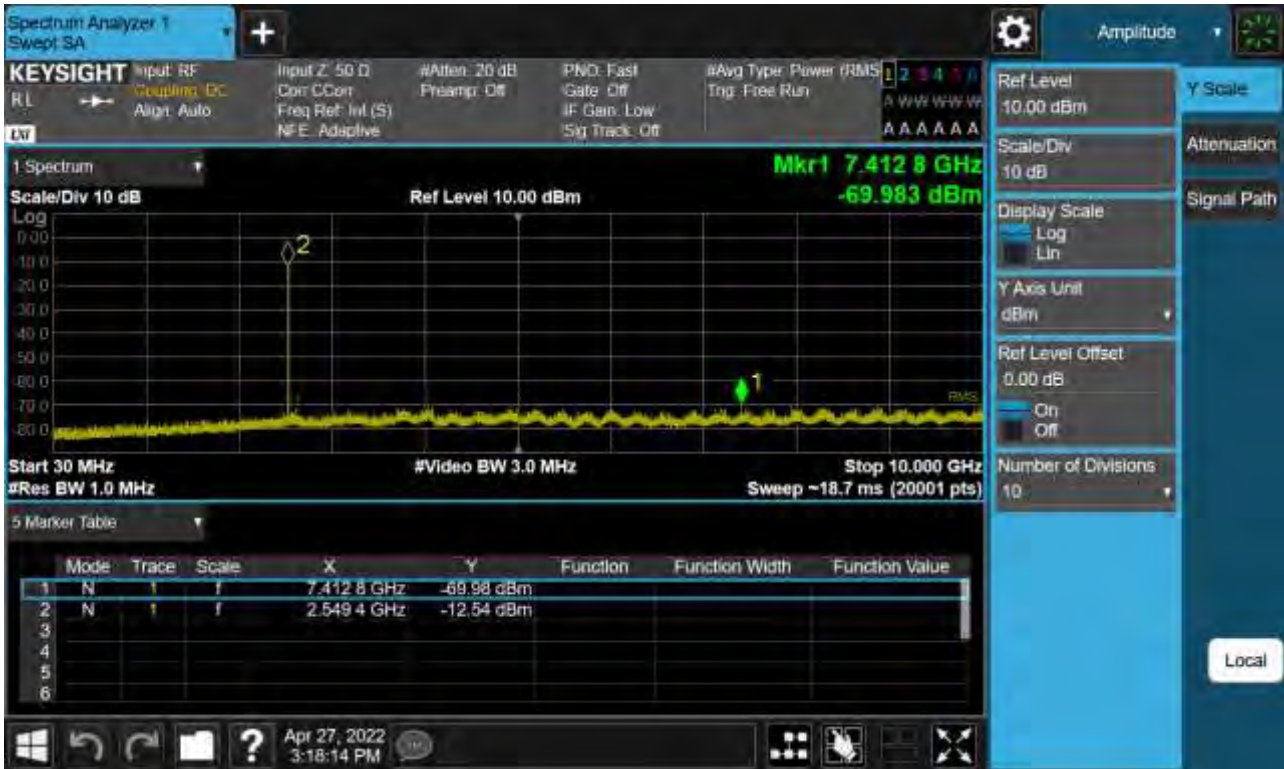 Spectrum Analyzer 1
Swept SA
+
Amplitude
KEYSIGHT
RL
Input: RF
Coupling: DC
Align: Auto
Input Z: 50 Ω
Corr CCorr
Freq Ref: Int (S)
NFE: Adaptive
#Atten: 20 dB
Preamp: Off
PNO: Fast
Gate: Off
IF Gain: Low
Sig Track: Off
#Avg Type: Power (RMS
Trig: Free Run
1 2 3 4 5 6
A W W W W W
A A A A A A
1 Spectrum
Scale/Div 10 dB
Ref Level 10.00 dBm
Mkr1 7.412 8 GHz
-69.983 dBm
Log
0.00
-10.0
-20.0
-30.0
-40.0
-50.0
-60.0
-70.0
-80.0
2
1
RMS
Start 30 MHz
#Video BW 3.0 MHz
Stop 10.000 GHz
#Res BW 1.0 MHz
Sweep ~18.7 ms (20001 pts)
5 Marker Table
Mode Trace Scale X Y Function Function Width Function Value
1 N 1 f 7.412 8 GHz -69.98 dBm
2 N 1 f 2.549 4 GHz -12.54 dBm
3
4
5
6
Ref Level
10.00 dBm
Scale/Div
10 dB
Display Scale
Log
Lin
Y Axis Unit
dBm
Ref Level Offset
0.00 dB
On
Off
Number of Divisions
10
Y Scale
Attenuation
Signal Path
Local
?
Apr 27, 2022
3:18:14 PM